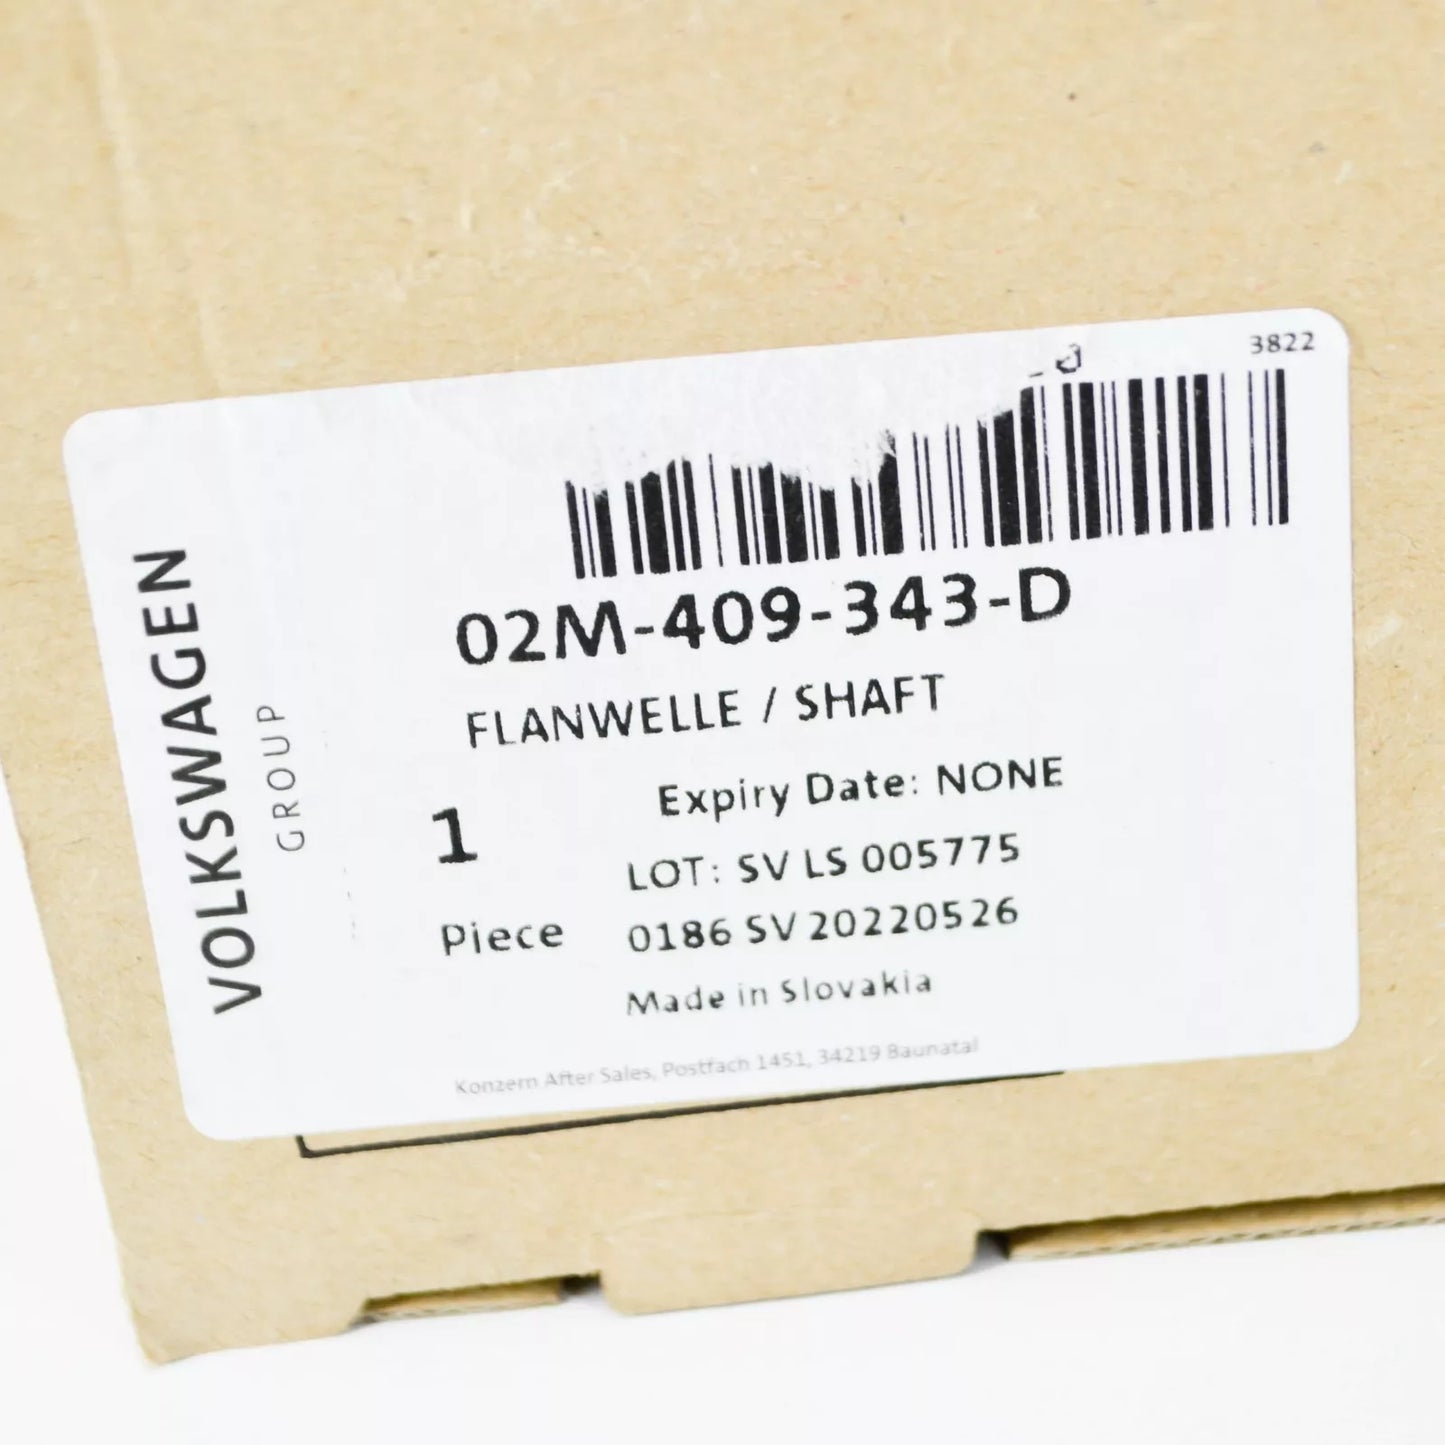 3822
02M-409-343-D
FLANWELLE / SHAFT
Expiry Date: NONE
1
Piece
LOT: SV LS 005775
0186 SV 20220526
Made in Slovakia
Konzern After Sales, Postfach 1451, 34219 Baunatal
VOLKSWAGEN
GROUP